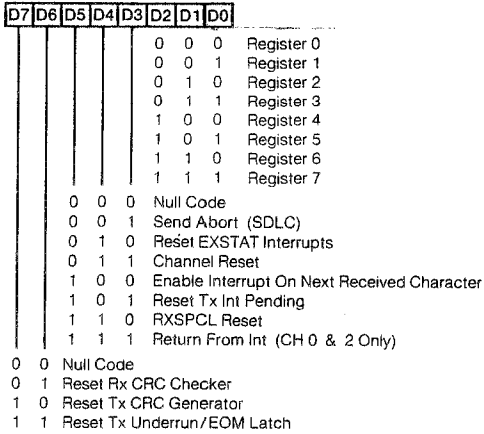 D7 D6 D5 D4 D3 D2 D1 D0
0 0 0 Register 0
0 0 1 Register 1
0 1 0 Register 2
0 1 1 Register 3
1 0 0 Register 4
1 0 1 Register 5
1 1 0 Register 6
1 1 1 Register 7
0 0 0 Null Code
0 0 1 Send Abort (SDLC)
0 1 0 Reset EXSTAT Interrupts
0 1 1 Channel Reset
1 0 0 Enable Interrupt On Next Received Character
1 0 1 Reset Tx Int Pending
1 1 0 RXSPCL Reset
1 1 1 Return From Int (CH 0 & 2 Only)
0 0 Null Code
0 1 Reset Rx CRC Checker
1 0 Reset Tx CRC Generator
1 1 Reset Tx Underrun/EOM Latch